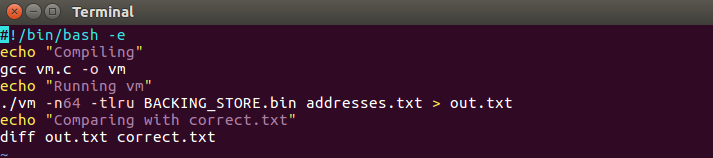 Terminal
#!/bin/bash -e
echo "Compiling"
gcc vm.c -o vm
echo "Running vm"
./vm -n64 -tlru BACKING_STORE.bin addresses.txt > out.txt
echo "Comparing with correct.txt"
diff out.txt correct.txt
~